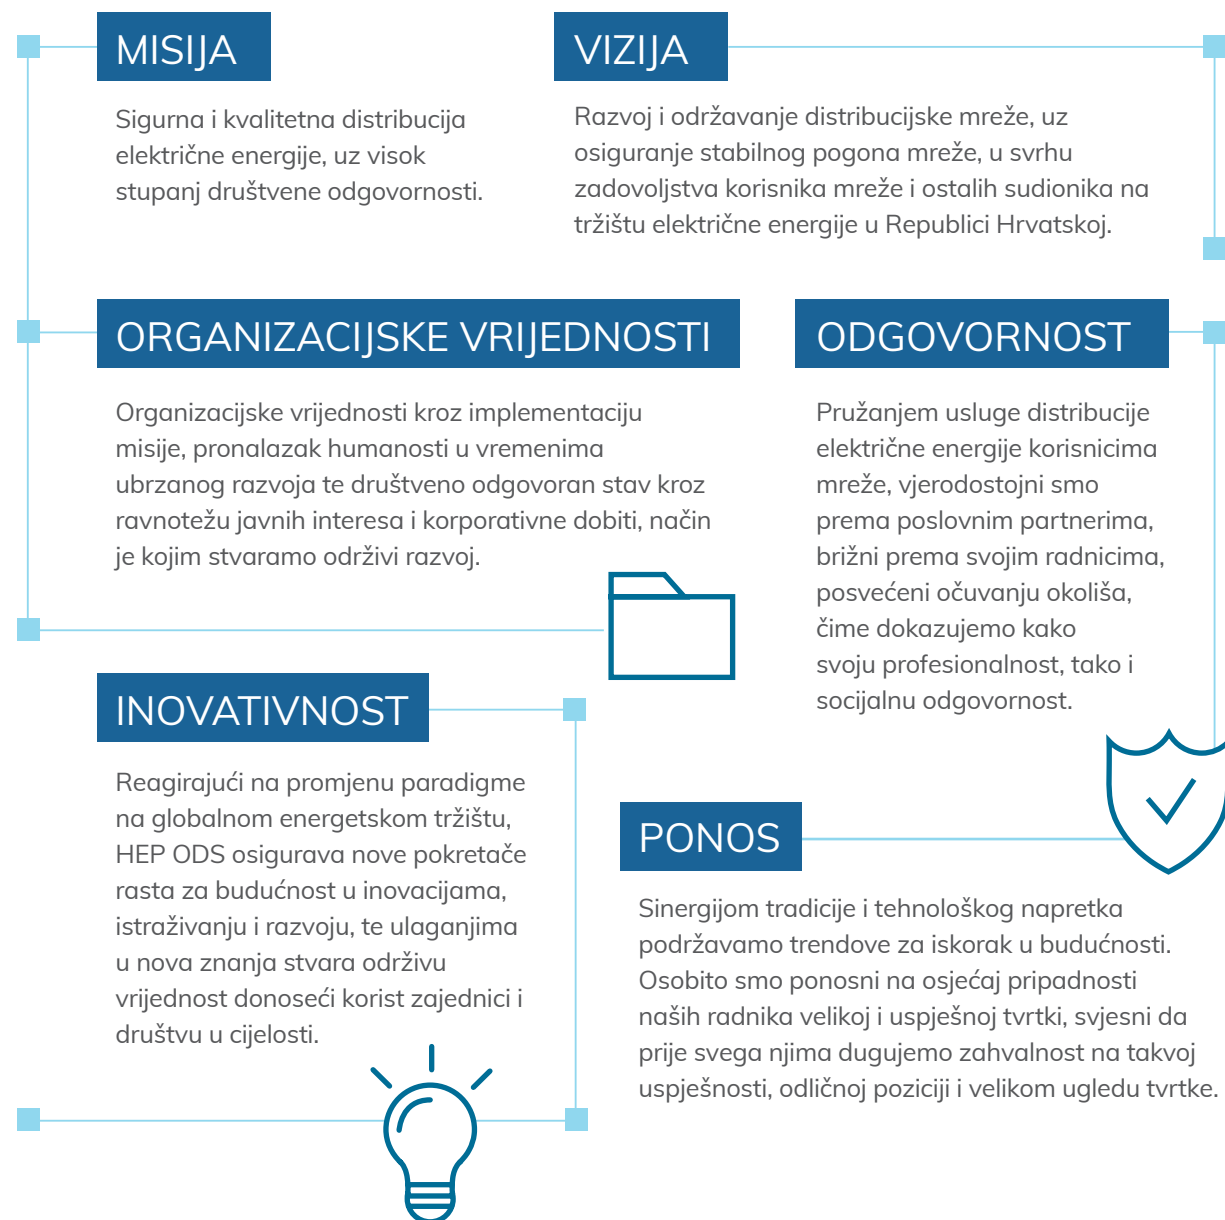 MISIJA
Sigurna i kvalitetna distribucija
električne energije, uz visok
stupanj društvene odgovornosti.
VIZIJA
Razvoj i održavanje distribucijske mreže, uz
osiguranje stabilnog pogona mreže, u svrhu
zadovoljstva korisnika mreže i ostalih sudionika na
tržištu električne energije u Republici Hrvatskoj.
ORGANIZACIJSKE VRIJEDNOSTI
Organizacijske vrijednosti kroz implementaciju
misije, pronalazak humanosti u vremenima
ubrzanog razvoja te društveno odgovoran stav kroz
ravnotežu javnih interesa i korporativne dobiti, način
je kojim stvaramo održivi razvoj.
ODGOVORNOST
Pružanjem usluge distribucije
električne energije korisnicima
mreže, vjerodostojni smo
prema poslovnim partnerima,
brižni prema svojim radnicima,
posvećeni očuvanju okoliša,
čime dokazujemo kako
svoju profesionalnost, tako i
socijalnu odgovornost.
INOVATIVNOST
Reagirajući na promjenu paradigme
na globalnom energetskom tržištu,
HEP ODS osigurava nove pokretače
rasta za budućnost u inovacijama,
istraživanju i razvoju, te ulaganjima
u nova znanja stvara održivu
vrijednost donoseći korist zajednici i
društvu u cijelosti.
PONOS
Sinergijom tradicije i tehnološkog napretka
podržavamo trendove za iskorak u budućnosti.
Osobito smo ponosni na osjećaj pripadnosti
naših radnika velikoj i uspješnoj tvrtki, svjesni da
prije svega njima dugujemo zahvalnost na takvoj
uspješnosti, odličnoj poziciji i velikom ugledu tvrtke.